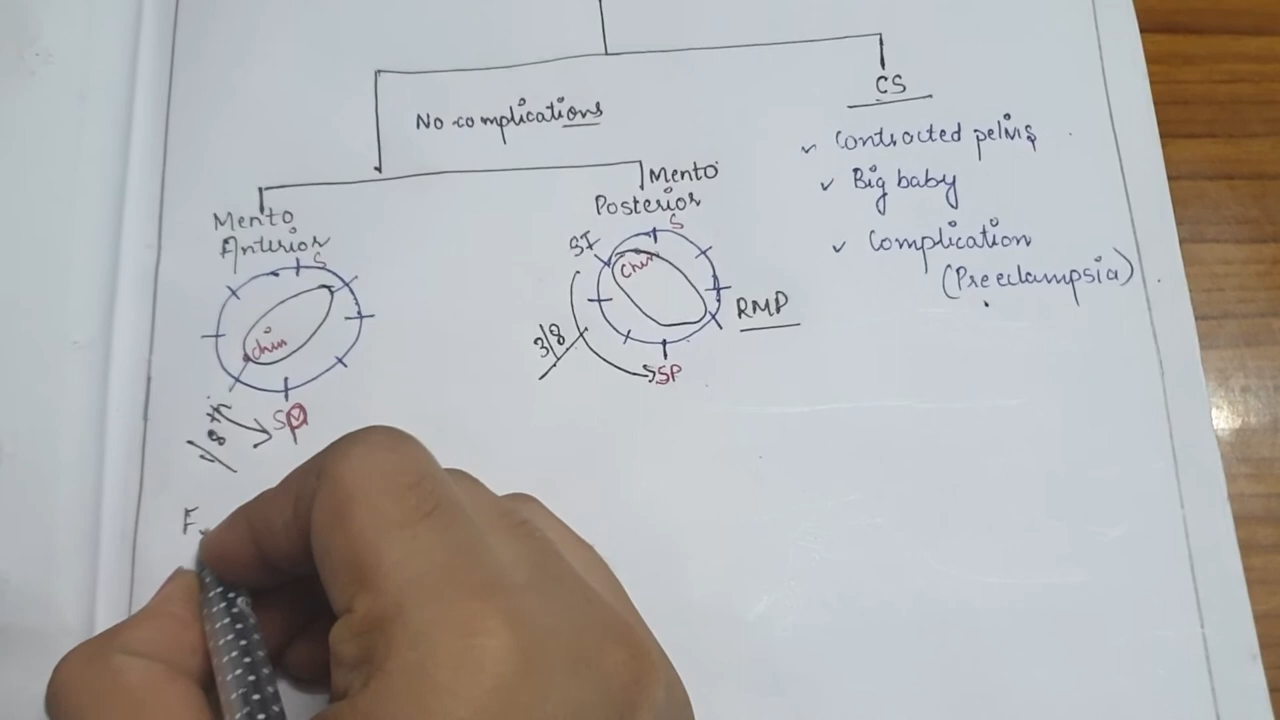 CS
No complications
✓ Contracted pelvis
✓ Big baby
✓ Complication
(Preeclampsia)
Mento
Anterior
S
Chin
1/8th
SP
Mento
Posterior
S
SI
Chin
3/8
RMP
SP
F